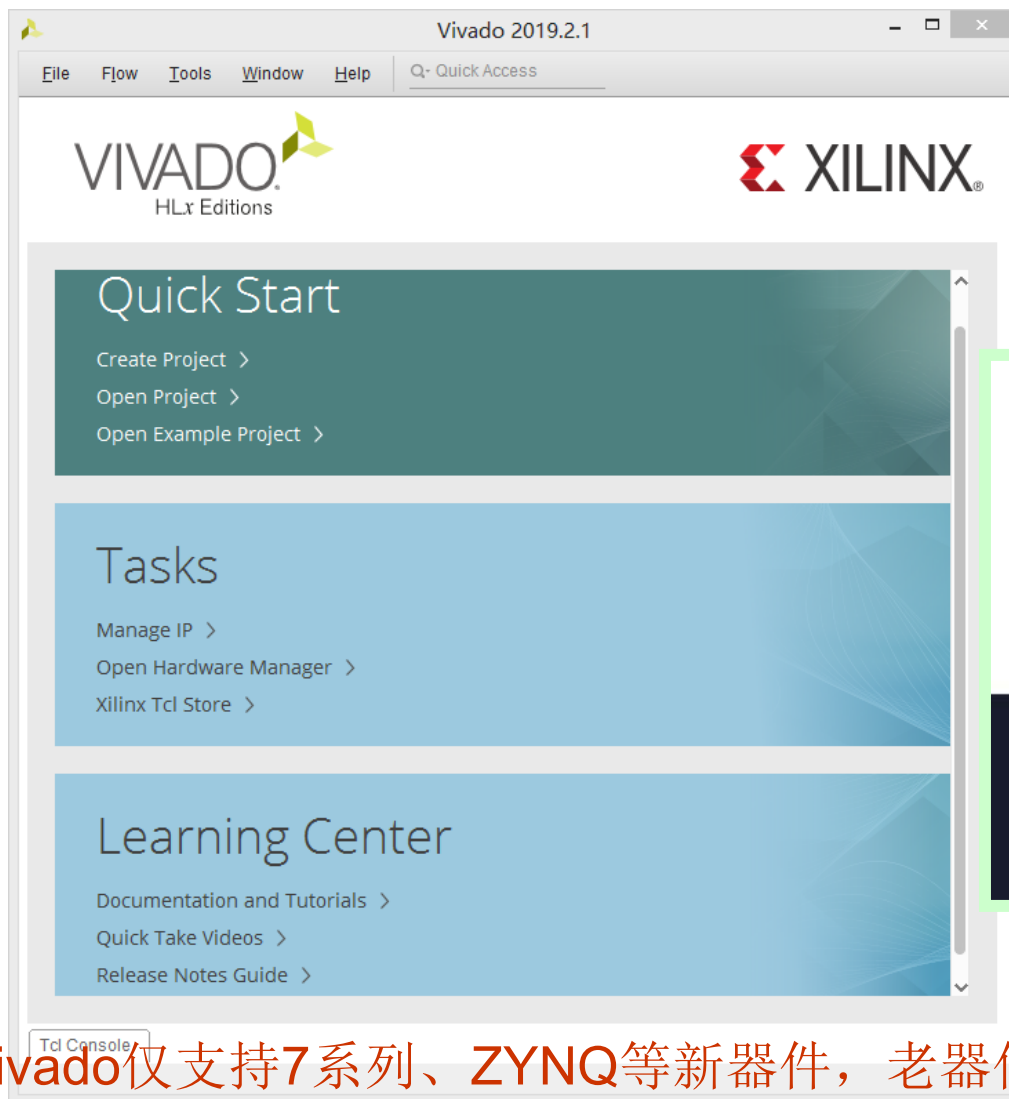 Vivado 2019.2.1
File Flow Tools Window Help Quick Access
VIVADO.
HLx Editions
XILINX®
Quick Start
Create Project >
Open Project >
Open Example Project >
Tasks
Manage IP >
Open Hardware Manager >
Xilinx Tcl Store >
Learning Center
Documentation and Tutorials >
Quick Take Videos >
Release Notes Guide >
Tcl Console
ivado仅支持7系列、ZYNQ等新器件，老器